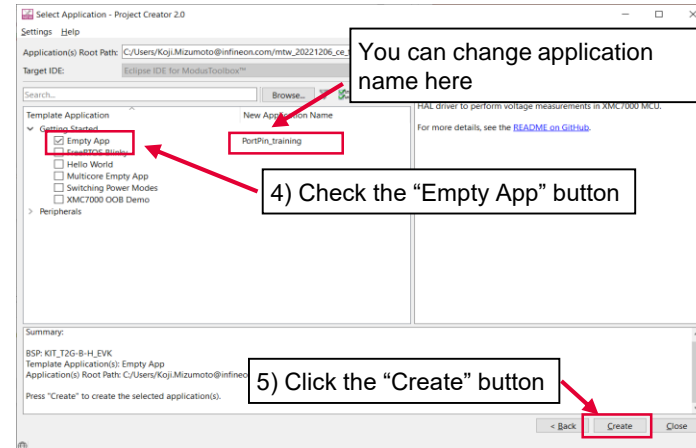 Select Application - Project Creator 2.0
Settings Help
Application(s) Root Path: C:/Users/Koji.Mizumoto@infineon.com/mtw_20221206_ce_t
Target IDE: Eclipse IDE for ModusToolbox™
You can change application
name here
Search...
Browse...
Template Application
New Application Name
HAL driver to perform voltage measurements in XMC7000 MCU.
Getting Started
For more details, see the README on GitHub.
Empty App
PortPin_training
FreeRTOS Blinky
Hello World
Multicore Empty App
Switching Power Modes
XMC7000 OOB Demo
Peripherals
4) Check the “Empty App” button
Summary:
BSP: KIT_T2G-B-H_EVK
Template Application(s): Empty App
Application(s) Root Path: C:/Users/Koji.Mizumoto@infineo
Press "Create" to create the selected application(s).
5) Click the “Create” button
< Back
Create
Close